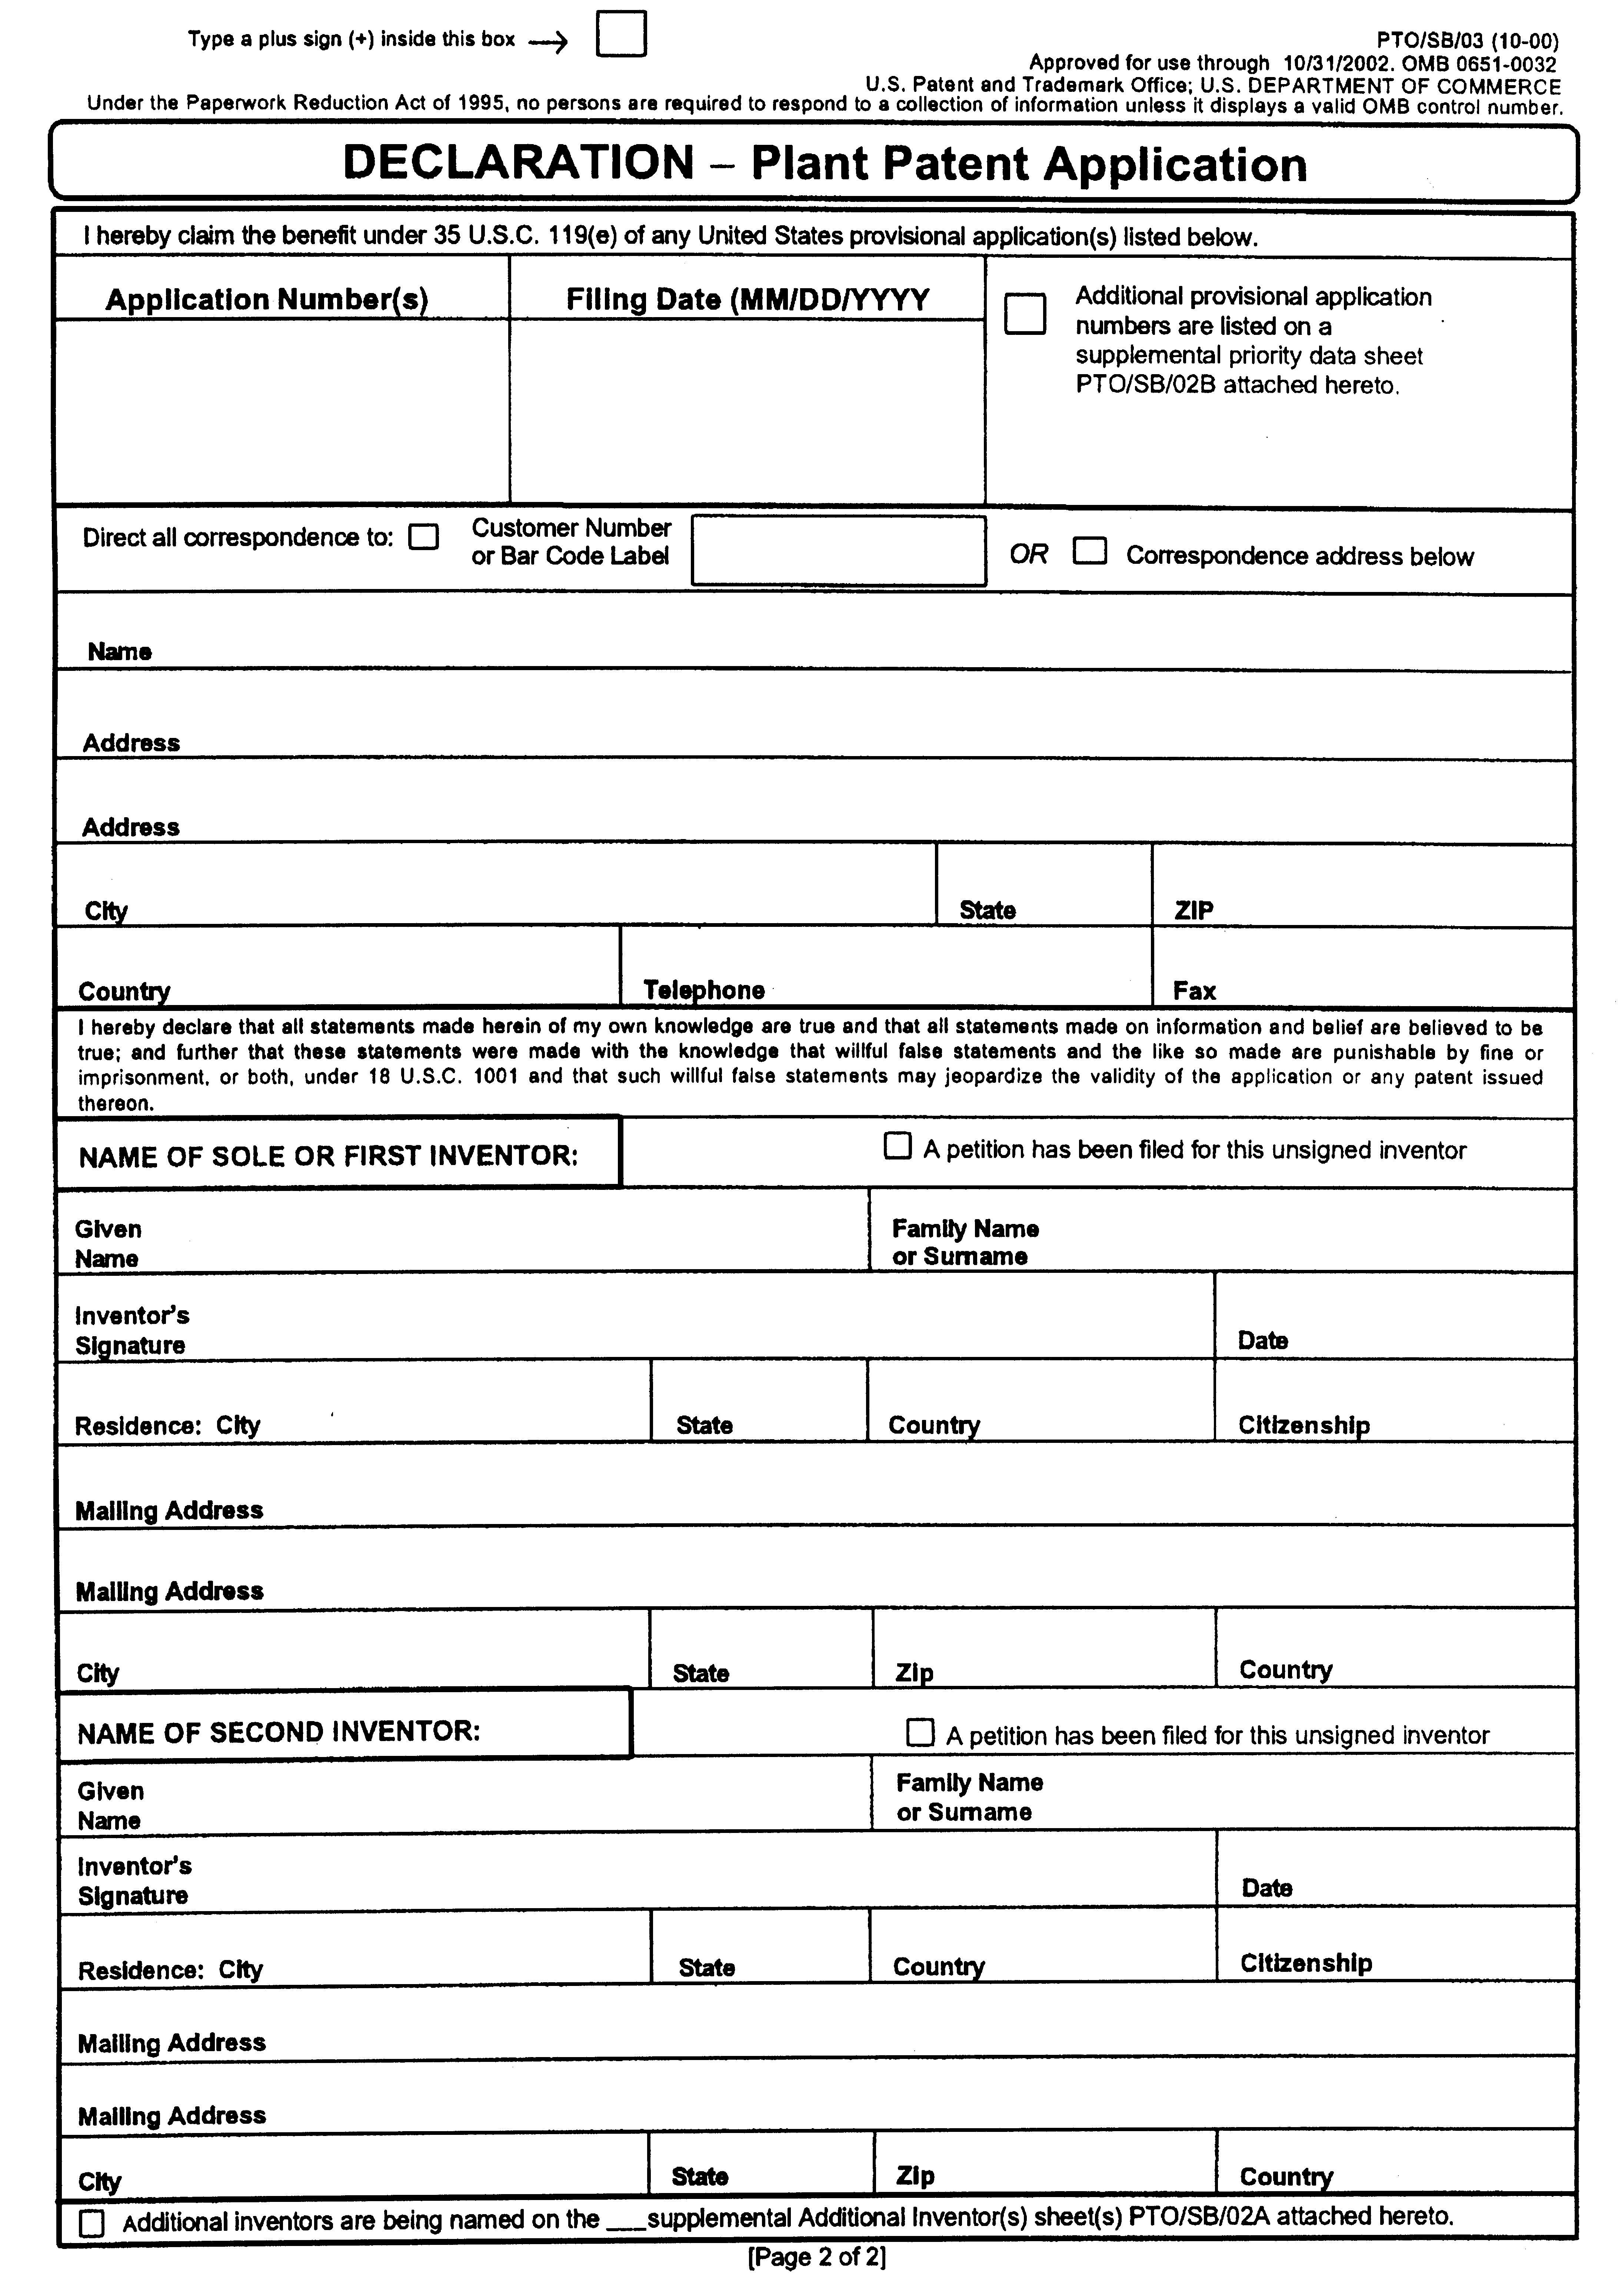 Type a plus sign (+) inside this box →
PTO/SB/03 (10-00)
Approved for use through 10/31/2002. OMB 0651-0032
U.S. Patent and Trademark Office; U.S. DEPARTMENT OF COMMERCE
Under the Paperwork Reduction Act of 1995, no persons are required to respond to a collection of information unless it displays a valid OMB control number.
DECLARATION – Plant Patent Application
I hereby claim the benefit under 35 U.S.C. 119(e) of any United States provisional application(s) listed below.
Application Number(s)
Filing Date (MM/DD/YYYY
Additional provisional application
numbers are listed on a
supplemental priority data sheet
PTO/SB/02B attached hereto.
Direct all correspondence to:
Customer Number
or Bar Code Label
OR
Correspondence address below
Name
Address
Address
City
State
ZIP
Country
Telephone
Fax
I hereby declare that all statements made herein of my own knowledge are true and that all statements made on information and belief are believed to be
true; and further that these statements were made with the knowledge that willful false statements and the like so made are punishable by fine or
imprisonment, or both, under 18 U.S.C. 1001 and that such willful false statements may jeopardize the validity of the application or any patent issued
thereon.
NAME OF SOLE OR FIRST INVENTOR:
A petition has been filed for this unsigned inventor
Given
Name
Family Name
or Surname
Inventor's
Signature
Date
Residence: City
State
Country
Citizenship
Mailing Address
Mailing Address
City
State
Zip
Country
NAME OF SECOND INVENTOR:
A petition has been filed for this unsigned inventor
Given
Name
Family Name
or Surname
Inventor's
Signature
Date
Residence: City
State
Country
Citizenship
Mailing Address
Mailing Address
City
State
Zip
Country
Additional inventors are being named on the ___supplemental Additional Inventor(s) sheet(s) PTO/SB/02A attached hereto.
[Page 2 of 2]